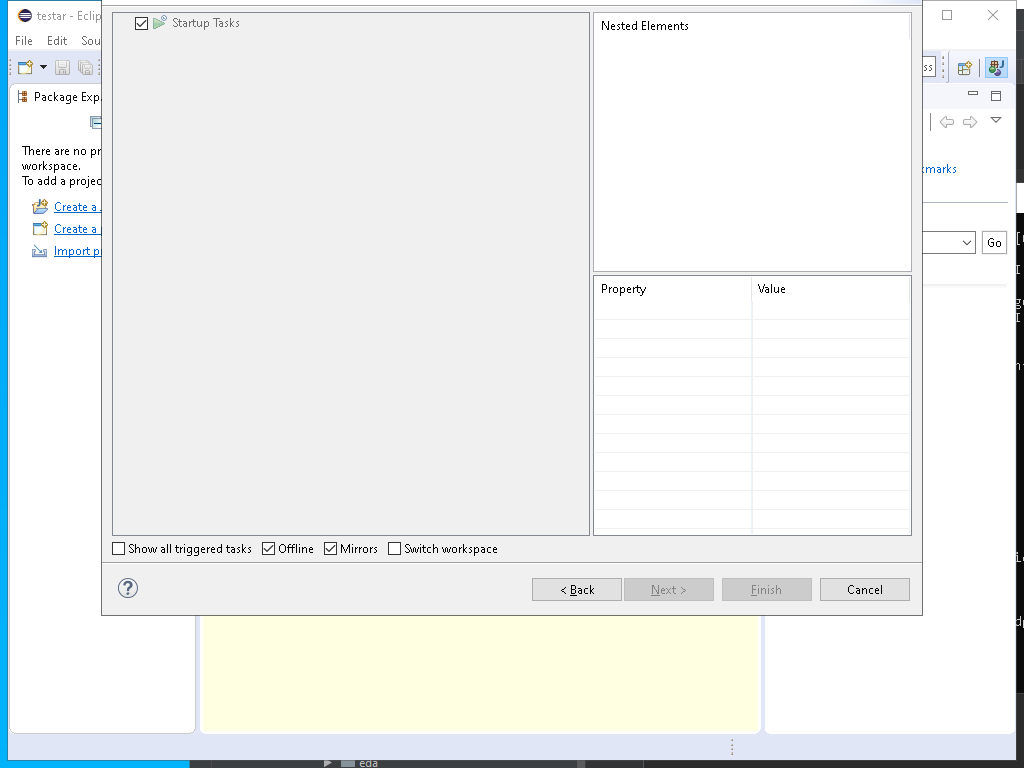 testar - Eclip
File Edit Sou
Package Exp
There are no pr
workspace.
To add a projec
Create a
Create a
Import p
Startup Tasks
Nested Elements
Property Value
Show all triggered tasks Offline Mirrors Switch workspace
? < Back Next > Finish Cancel
ss
marks
Go
eda